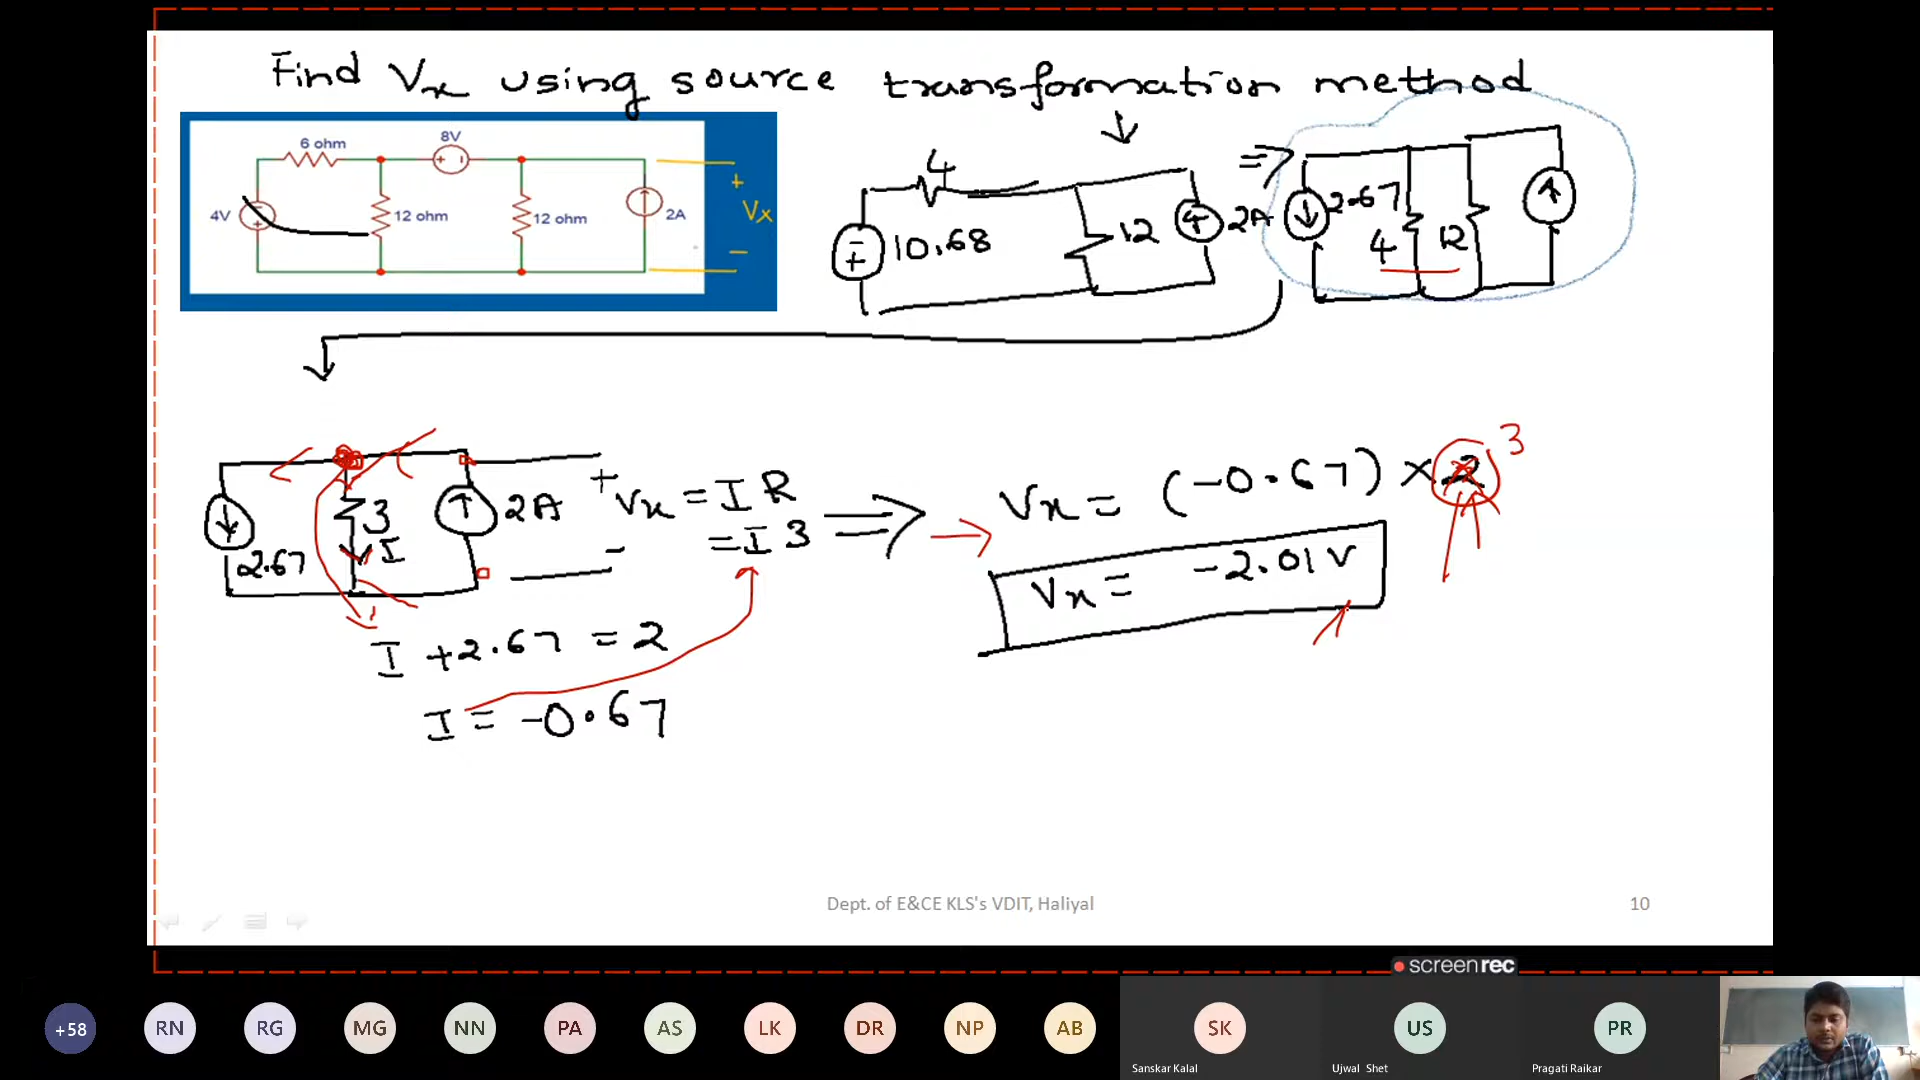 Find Vx using source transformation method
6 ohm
8V
4V
12 ohm
12 ohm
2A
+
Vx
−
4
10.68
12
2A
⇒
2.67
4
12
2.67
3
I
2A
+
Vx = I R
= I 3
−
I + 2.67 = 2
I = -0.67
⇒
Vx = (-0.67) × 2
3
Vx = -2.01 V
Dept. of E&CE KLS's VDIT, Haliyal
10
screenrec
+58
RN
RG
MG
NN
PA
AS
LK
DR
NP
AB
SK
US
PR
Sanskar Kalal
Ujwal Shet
Pragati Raikar